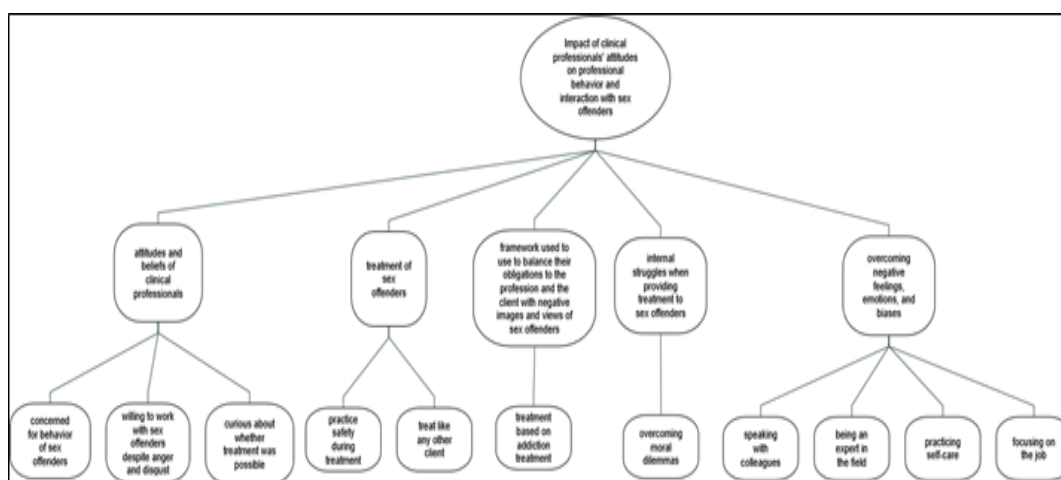 Impact of clinical
professionals' attitudes
on professional
behavior and
interaction with sex
offenders
attitudes and
beliefs of
clinical
professionals
treatment of
sex
offenders
framework used to
use to balance their
obligations to the
profession and the
client with negative
images and views of
sex offenders
internal
struggles when
providing
treatment to
sex offenders
overcoming
negative
feelings,
emotions, and
biases
concerned
for behavior
of sex
offenders
willing to work
with sex
offenders
despite anger
and disgust
curious about
whether
treatment was
possible
practice
safety
during
treatment
treat like
any other
client
treatment
based on
addiction
treatment
overcoming
moral
dilemmas
speaking
with
colleagues
being an
expert in
the field
practicing
self-care
focusing on
the job